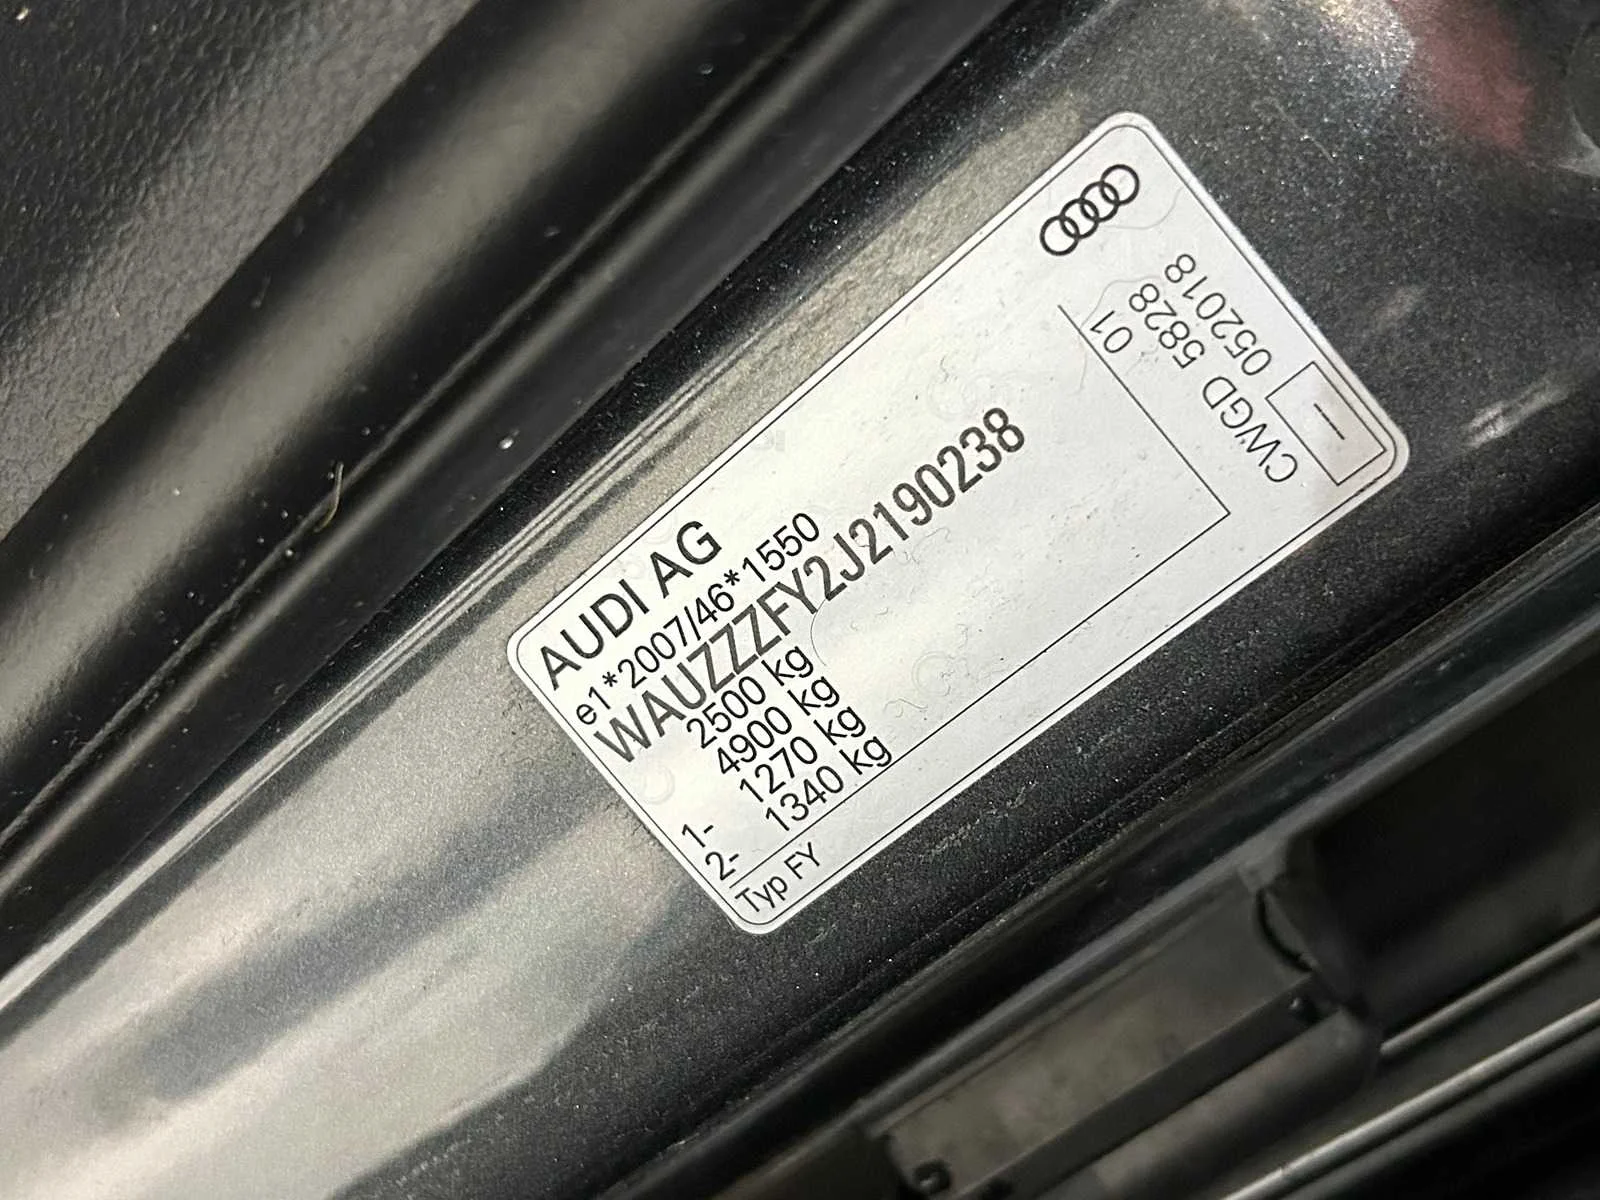 AUDI AG
e1*2007/46*1550
WAUZZZFY2J2190238
2500 kg
4900 kg
1- 1270 kg
2- 1340 kg
Typ FY
01
CWGD 5828
052018
–